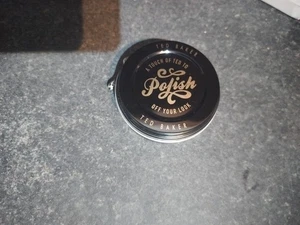 TED BAKER
A TOUCH OF TED TO
Polish
OFF YOUR LOOK
TED BAKER